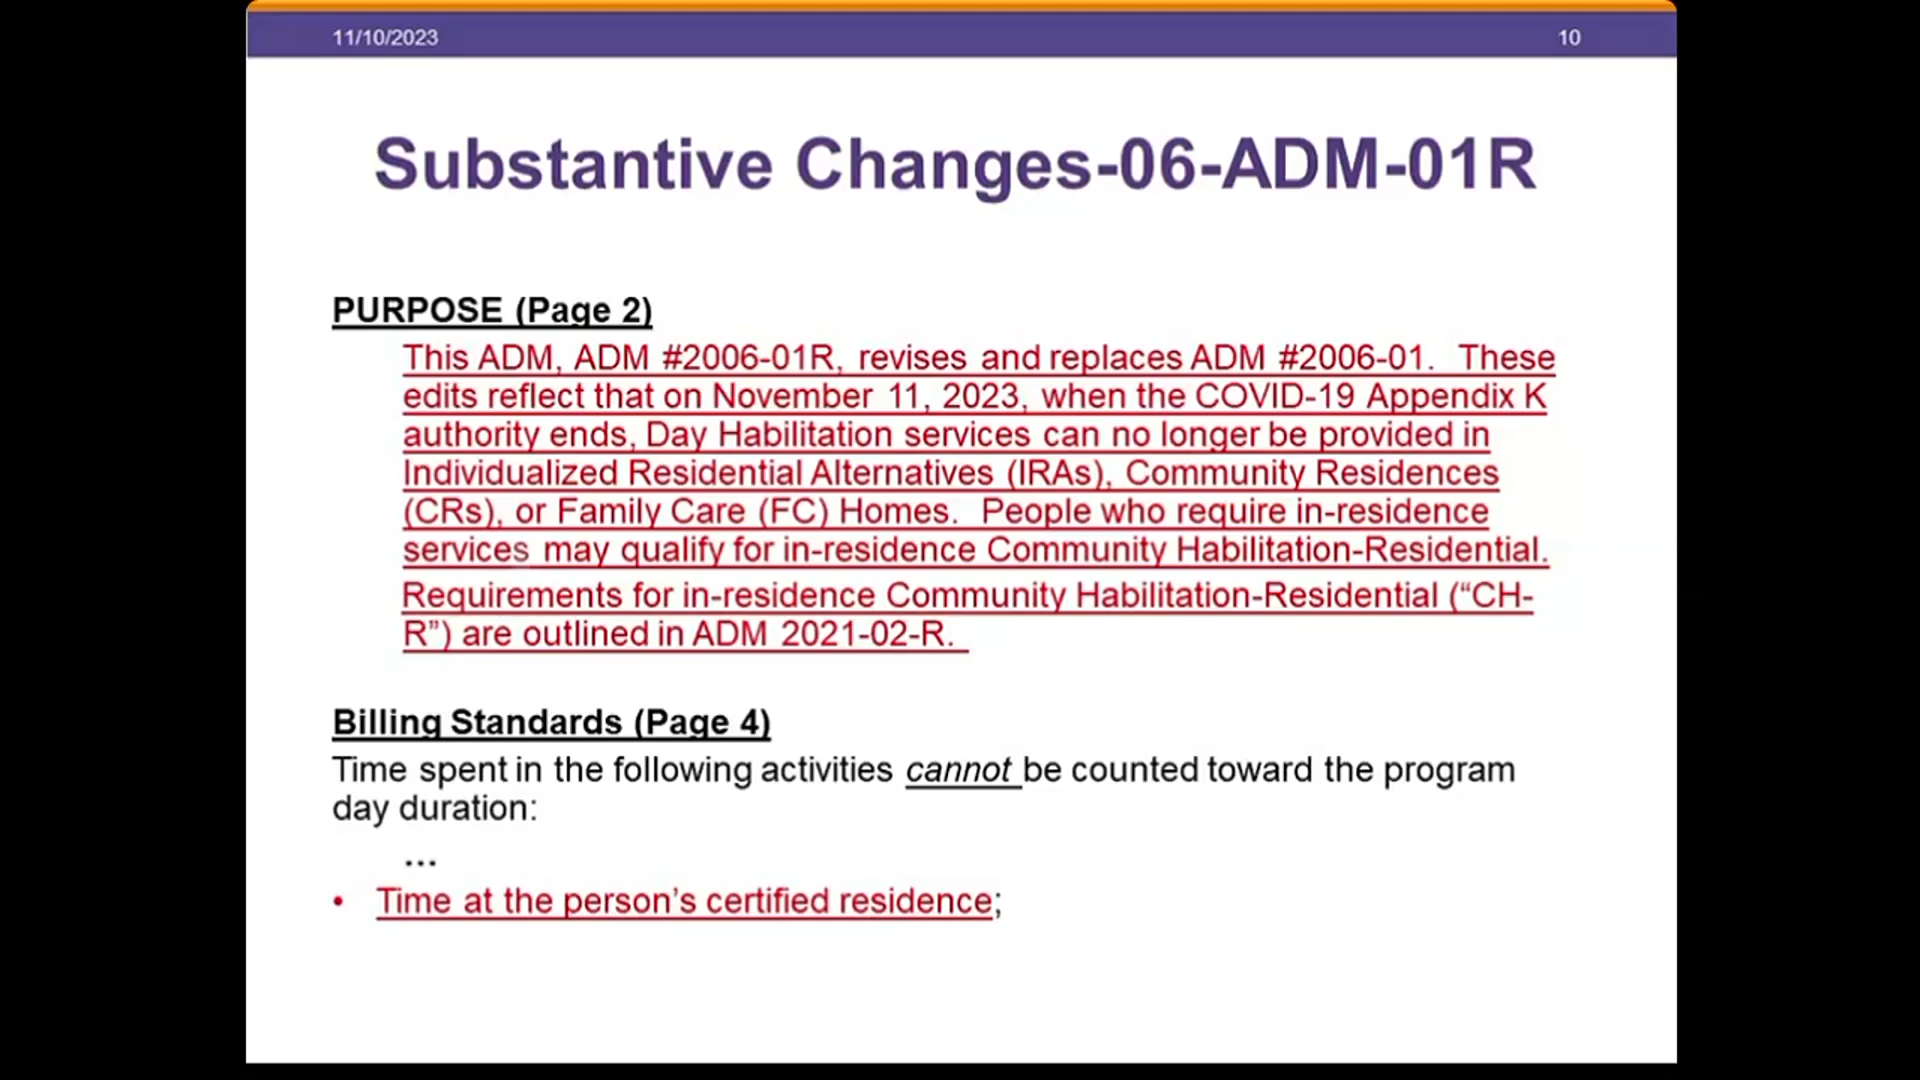 11/10/2023
10
Substantive Changes-06-ADM-01R
PURPOSE (Page 2)
This ADM, ADM #2006-01R, revises and replaces ADM #2006-01. These
edits reflect that on November 11, 2023, when the COVID-19 Appendix K
authority ends, Day Habilitation services can no longer be provided in
Individualized Residential Alternatives (IRAs), Community Residences
(CRs), or Family Care (FC) Homes. People who require in-residence
services may qualify for in-residence Community Habilitation-Residential.
Requirements for in-residence Community Habilitation-Residential (“CH-
R”) are outlined in ADM 2021-02-R.
Billing Standards (Page 4)
Time spent in the following activities cannot be counted toward the program
day duration:
...
• Time at the person’s certified residence;